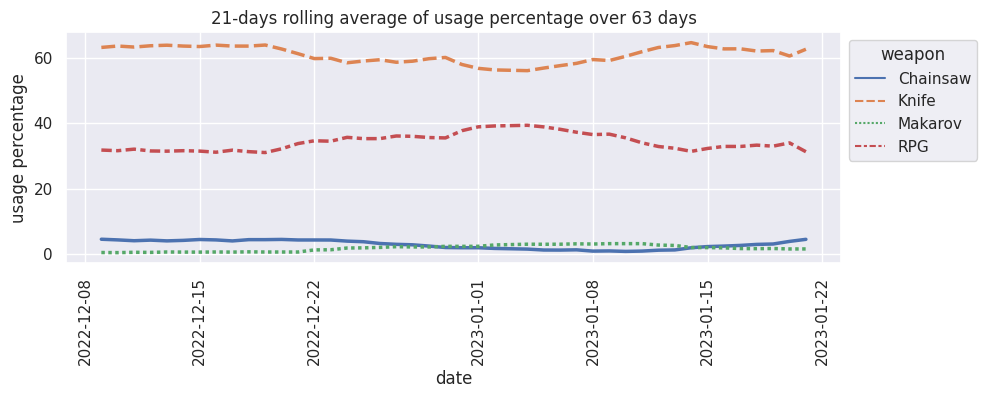 21-days rolling average of usage percentage over 63 days
usage percentage
60
40
20
0
2022-12-08
2022-12-15
2022-12-22
2023-01-01
2023-01-08
2023-01-15
2023-01-22
date
weapon
Chainsaw
Knife
Makarov
RPG